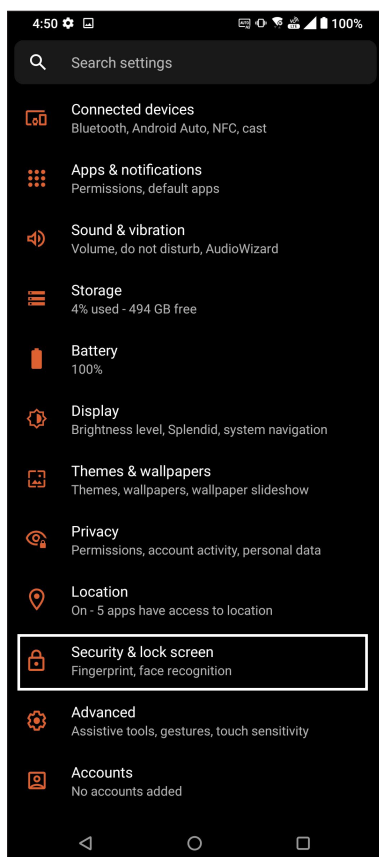 4:50 100%
Search settings
Connected devices
Bluetooth, Android Auto, NFC, cast
Apps & notifications
Permissions, default apps
Sound & vibration
Volume, do not disturb, AudioWizard
Storage
4% used - 494 GB free
Battery
100%
Display
Brightness level, Splendid, system navigation
Themes & wallpapers
Themes, wallpapers, wallpaper slideshow
Privacy
Permissions, account activity, personal data
Location
On - 5 apps have access to location
Security & lock screen
Fingerprint, face recognition
Advanced
Assistive tools, gestures, touch sensitivity
Accounts
No accounts added